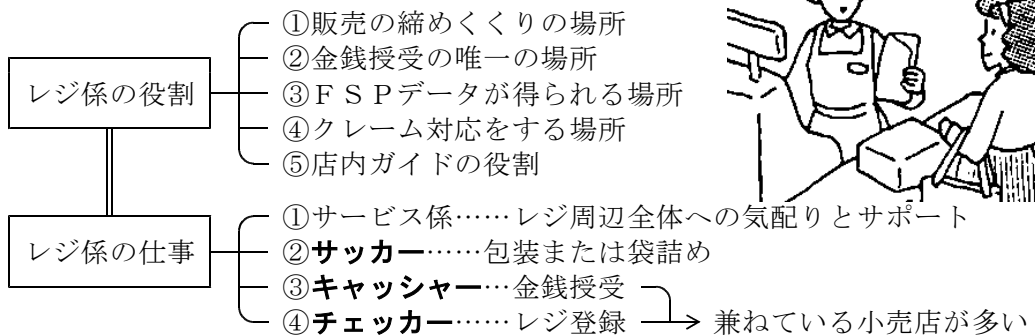 レジ係の役割
①販売の締めくくりの場所
②金銭授受の唯一の場所
③ＦＳＰデータが得られる場所
④クレーム対応をする場所
⑤店内ガイドの役割
レジ係の仕事
①サービス係……レジ周辺全体への気配りとサポート
②サッカー……包装または袋詰め
③キャッシャー…金銭授受
④チェッカー……レジ登録
兼ねている小売店が多い